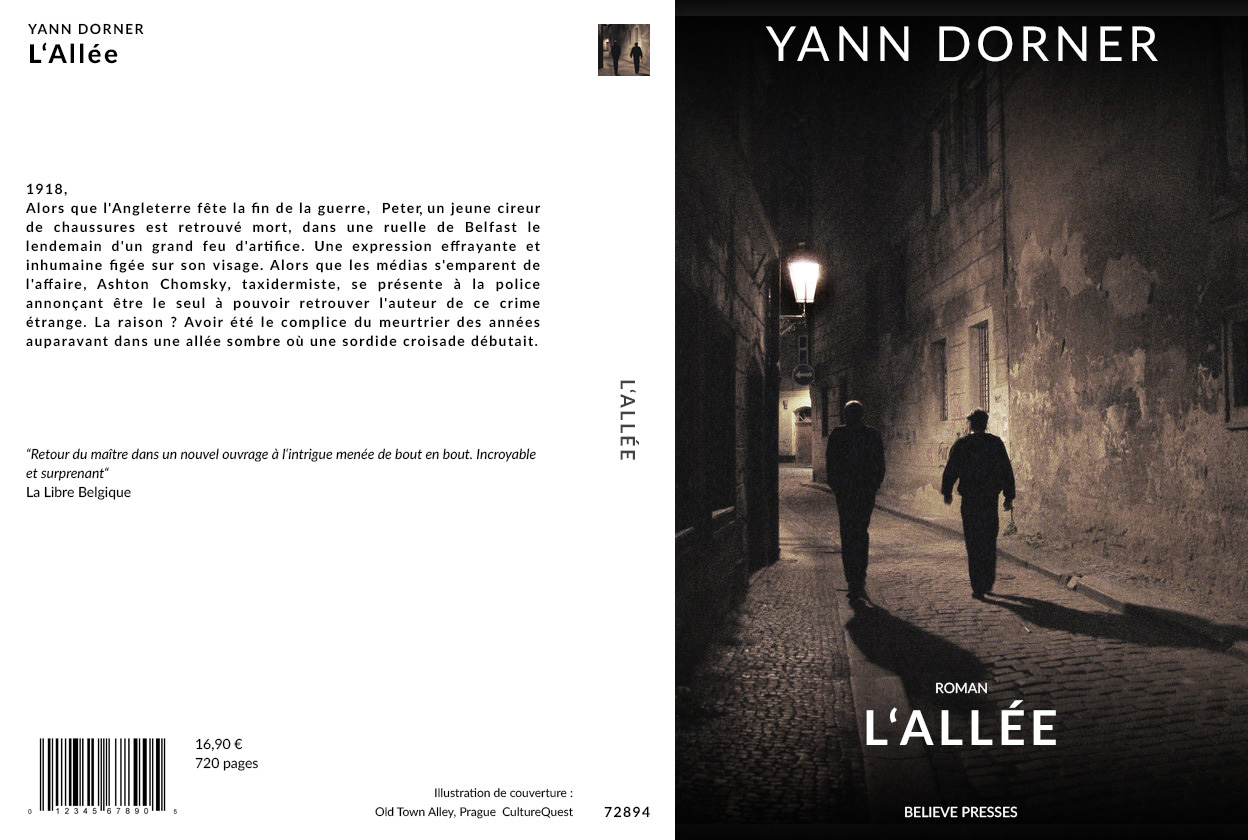 YANN DORNER
L‘Allée
1918,
Alors que l'Angleterre fête la fin de la guerre, Peter, un jeune cireur
de chaussures est retrouvé mort, dans une ruelle de Belfast le
lendemain d'un grand feu d'artifice. Une expression effrayante et
inhumaine figée sur son visage. Alors que les médias s'emparent de
l'affaire, Ashton Chomsky, taxidermiste, se présente à la police
annonçant être le seul à pouvoir retrouver l'auteur de ce crime
étrange. La raison ? Avoir été le complice du meurtrier des années
auparavant dans une allée sombre où une sordide croisade débutait.
“Retour du maître dans un nouvel ouvrage à l‘intrigue menée de bout en bout. Incroyable
et surprenant“
La Libre Belgique
0 12345 67890 5
16,90 €
720 pages
Illustration de couverture :
Old Town Alley, Prague CultureQuest
L‘ALLÉE
72894
YANN DORNER
ROMAN
L‘ALLÉE
BELIEVE PRESSES